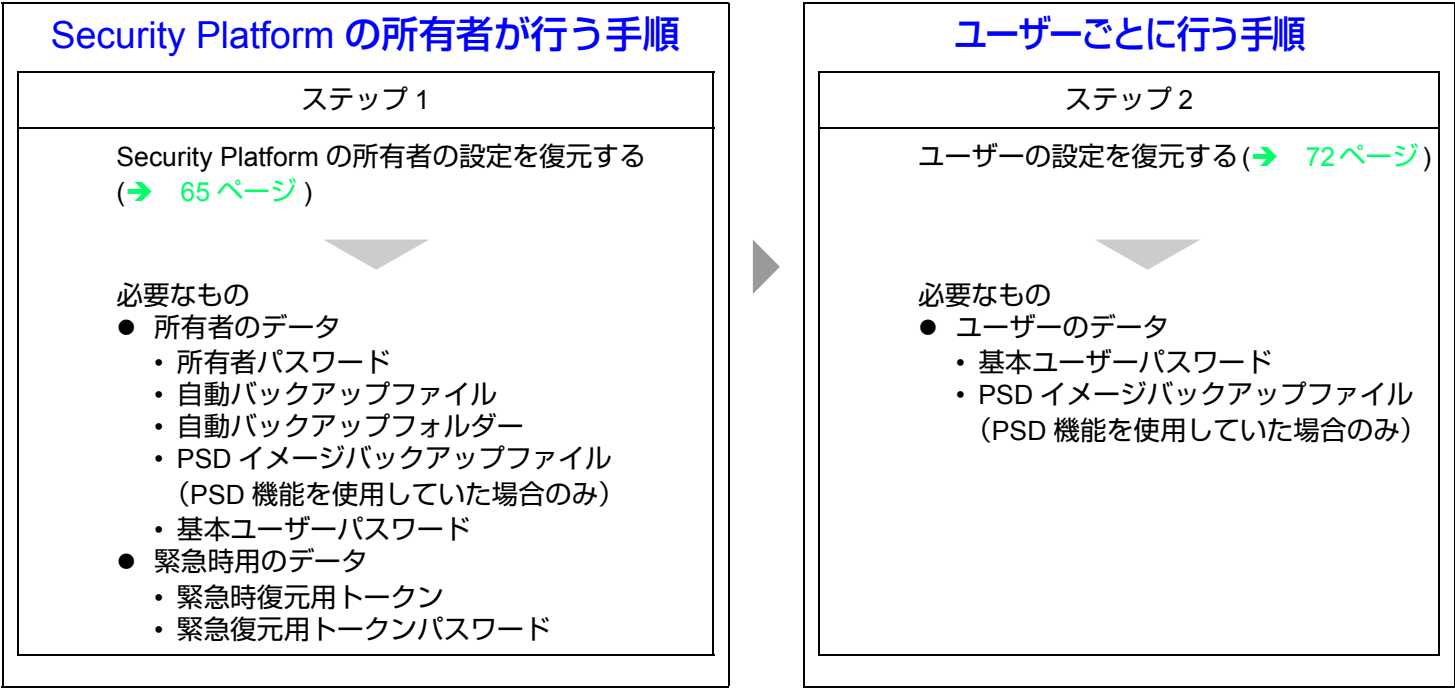 Security Platform の所有者が行う手順
ステップ 1
Security Platform の所有者の設定を復元する
(➔ 65 ページ )
必要なもの
● 所有者のデータ
・所有者パスワード
・自動バックアップファイル
・自動バックアップフォルダー
・PSD イメージバックアップファイル
（PSD 機能を使用していた場合のみ）
・基本ユーザーパスワード
● 緊急時用のデータ
・緊急時復元用トークン
・緊急復元用トークンパスワード
ユーザーごとに行う手順
ステップ 2
ユーザーの設定を復元する (➔ 72 ページ )
必要なもの
● ユーザーのデータ
・基本ユーザーパスワード
・PSD イメージバックアップファイル
（PSD 機能を使用していた場合のみ）